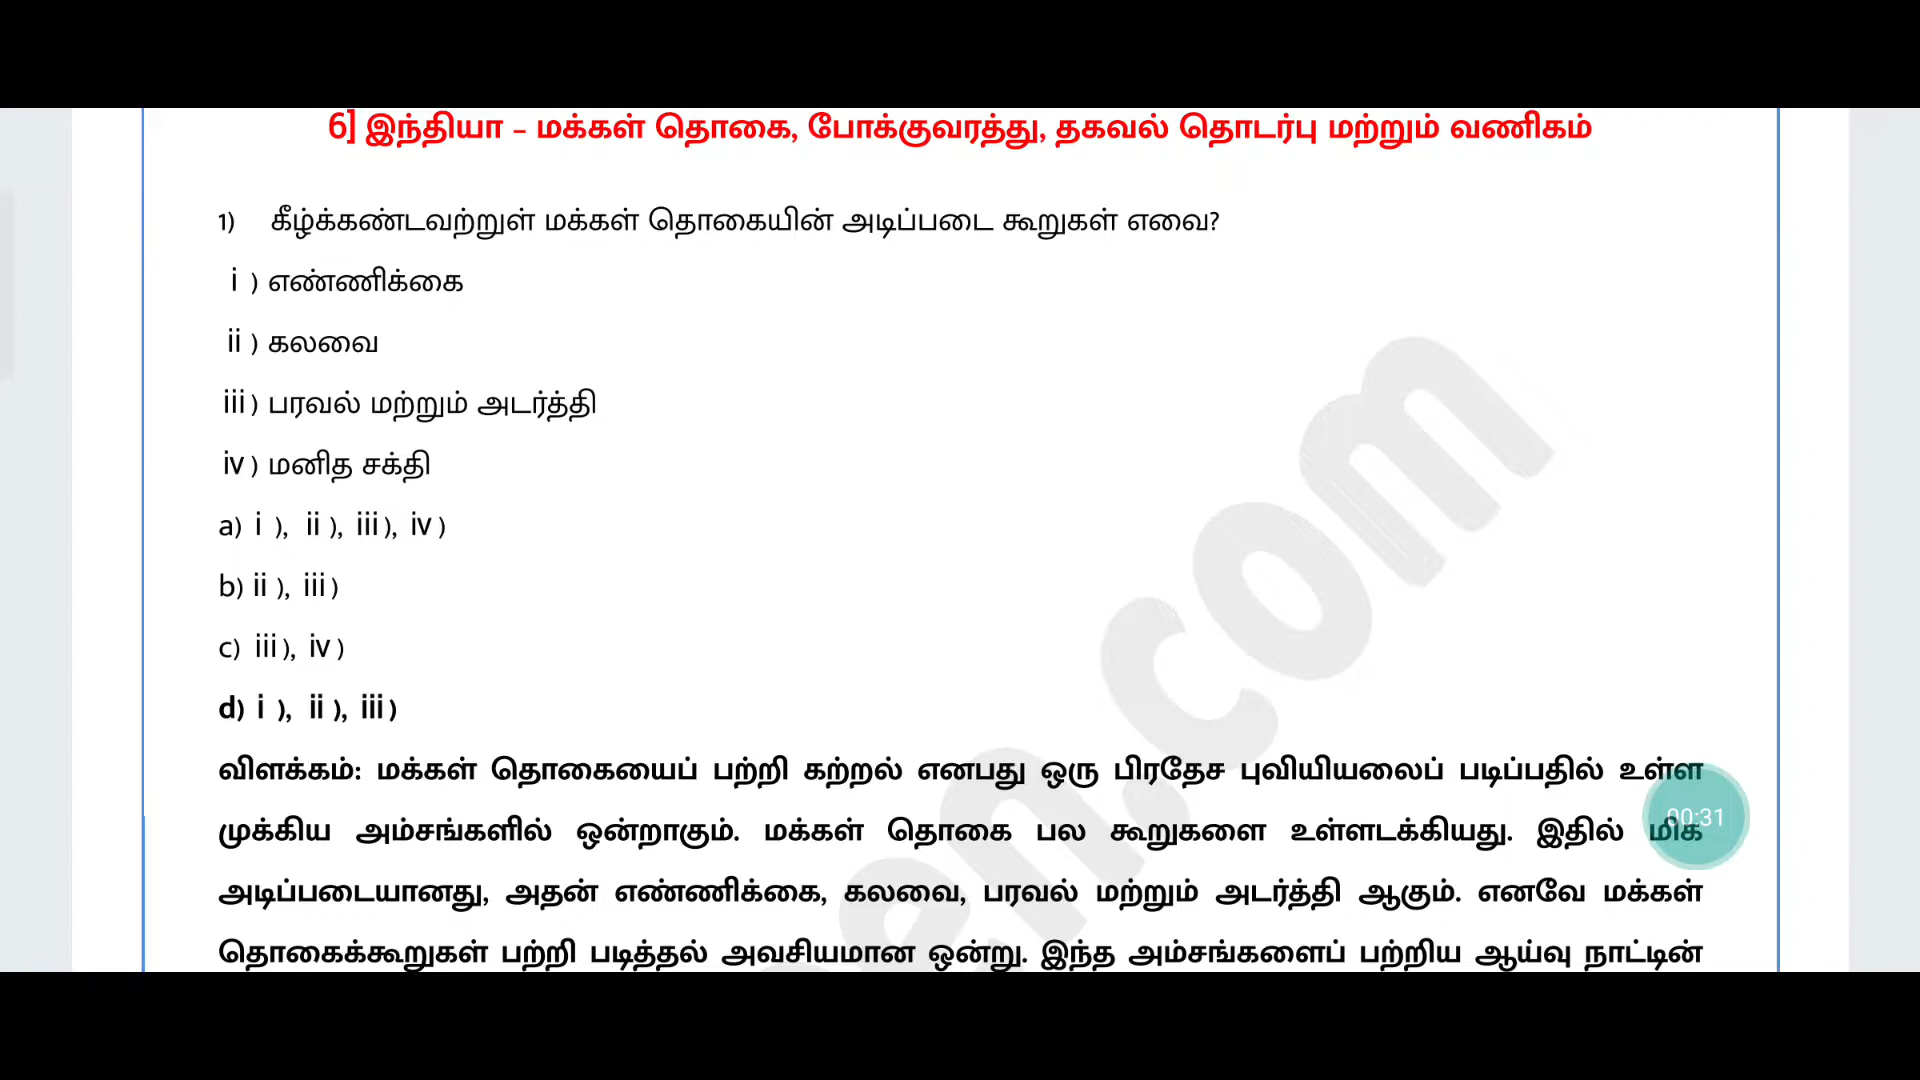 6] இந்தியா – மக்கள் தொகை, போக்குவரத்து, தகவல் தொடர்பு மற்றும் வணிகம்
1) கீழ்க்கண்டவற்றுள் மக்கள் தொகையின் அடிப்படை கூறுகள் எவை?
i ) எண்ணிக்கை
ii ) கலவை
iii ) பரவல் மற்றும் அடர்த்தி
iv ) மனித சக்தி
a) i ), ii ), iii ), iv )
b) ii ), iii )
c) iii ), iv )
d) i ), ii ), iii )
விளக்கம்: மக்கள் தொகையைப் பற்றி கற்றல் எனபது ஒரு பிரதேச புவியியலைப் படிப்பதில் உள்ள
முக்கிய அம்சங்களில் ஒன்றாகும். மக்கள் தொகை பல கூறுகளை உள்ளடக்கியது. இதில் மிக
00:31
அடிப்படையானது, அதன் எண்ணிக்கை, கலவை, பரவல் மற்றும் அடர்த்தி ஆகும். எனவே மக்கள்
தொகைக்கூறுகள் பற்றி படித்தல் அவசியமான ஒன்று. இந்த அம்சங்களைப் பற்றிய ஆய்வு நாட்டின்
en.com